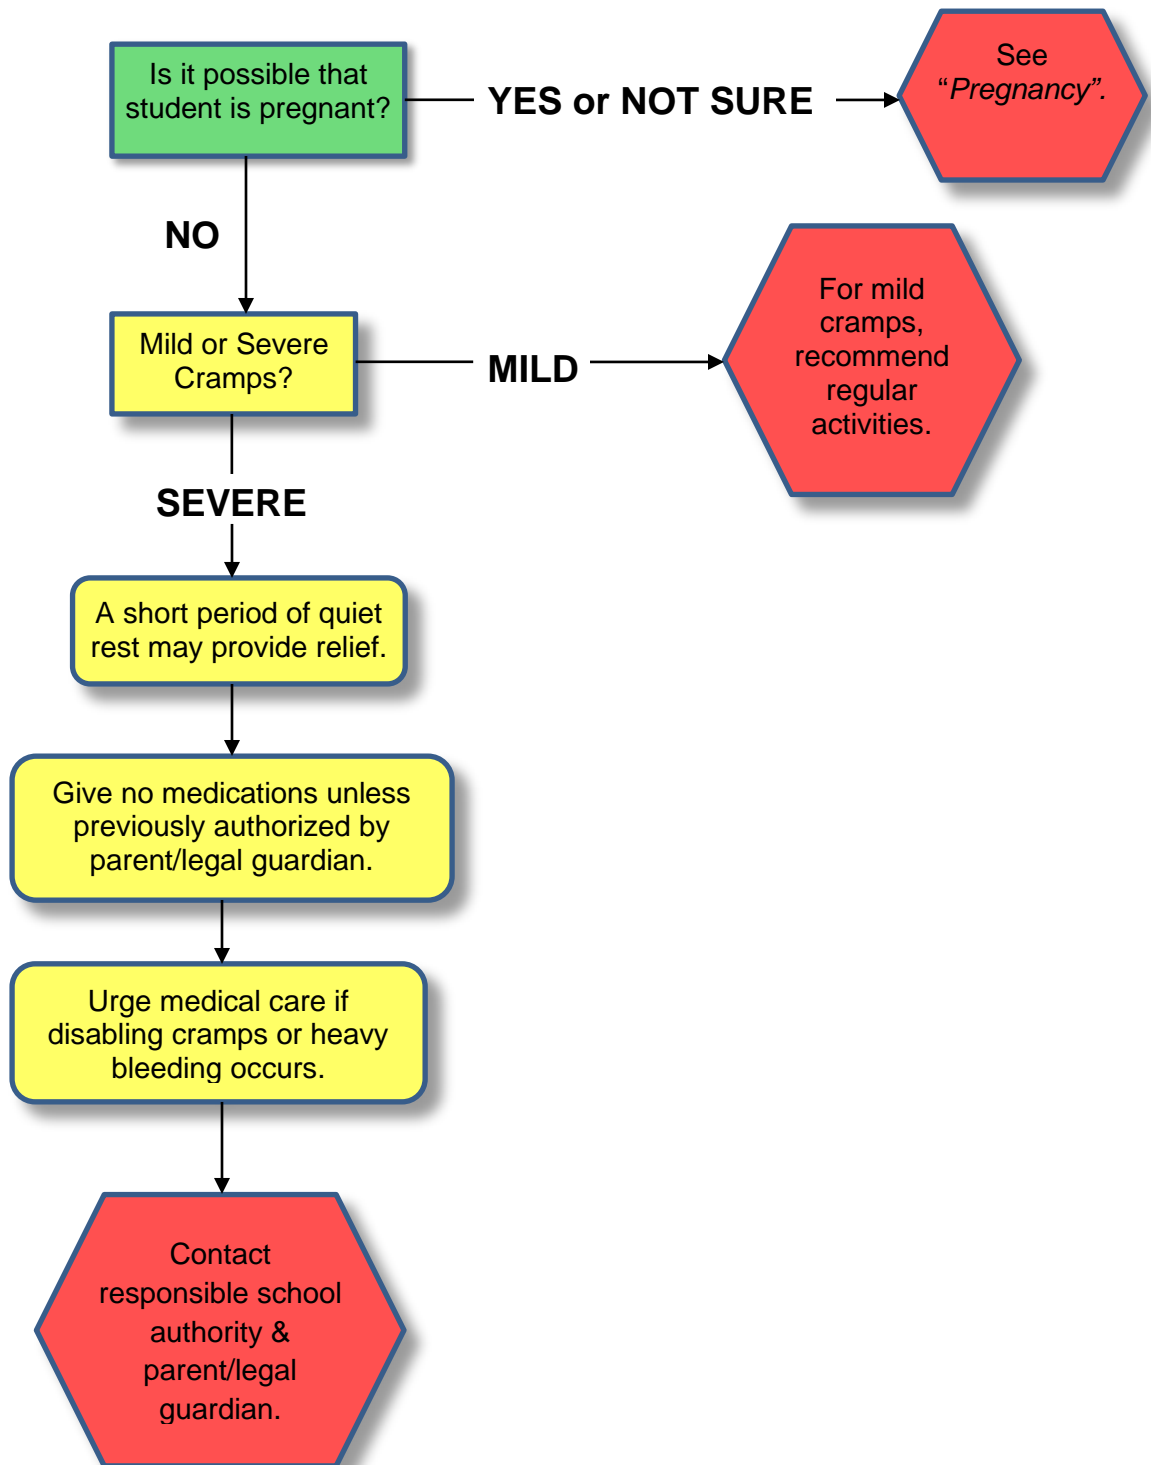 Is it possible that
student is pregnant?
YES or NOT SURE
See
“Pregnancy”.
NO
Mild or Severe
Cramps?
MILD
For mild
cramps,
recommend
regular
activities.
SEVERE
A short period of quiet
rest may provide relief.
Give no medications unless
previously authorized by
parent/legal guardian.
Urge medical care if
disabling cramps or heavy
bleeding occurs.
Contact
responsible school
authority &
parent/legal
guardian.